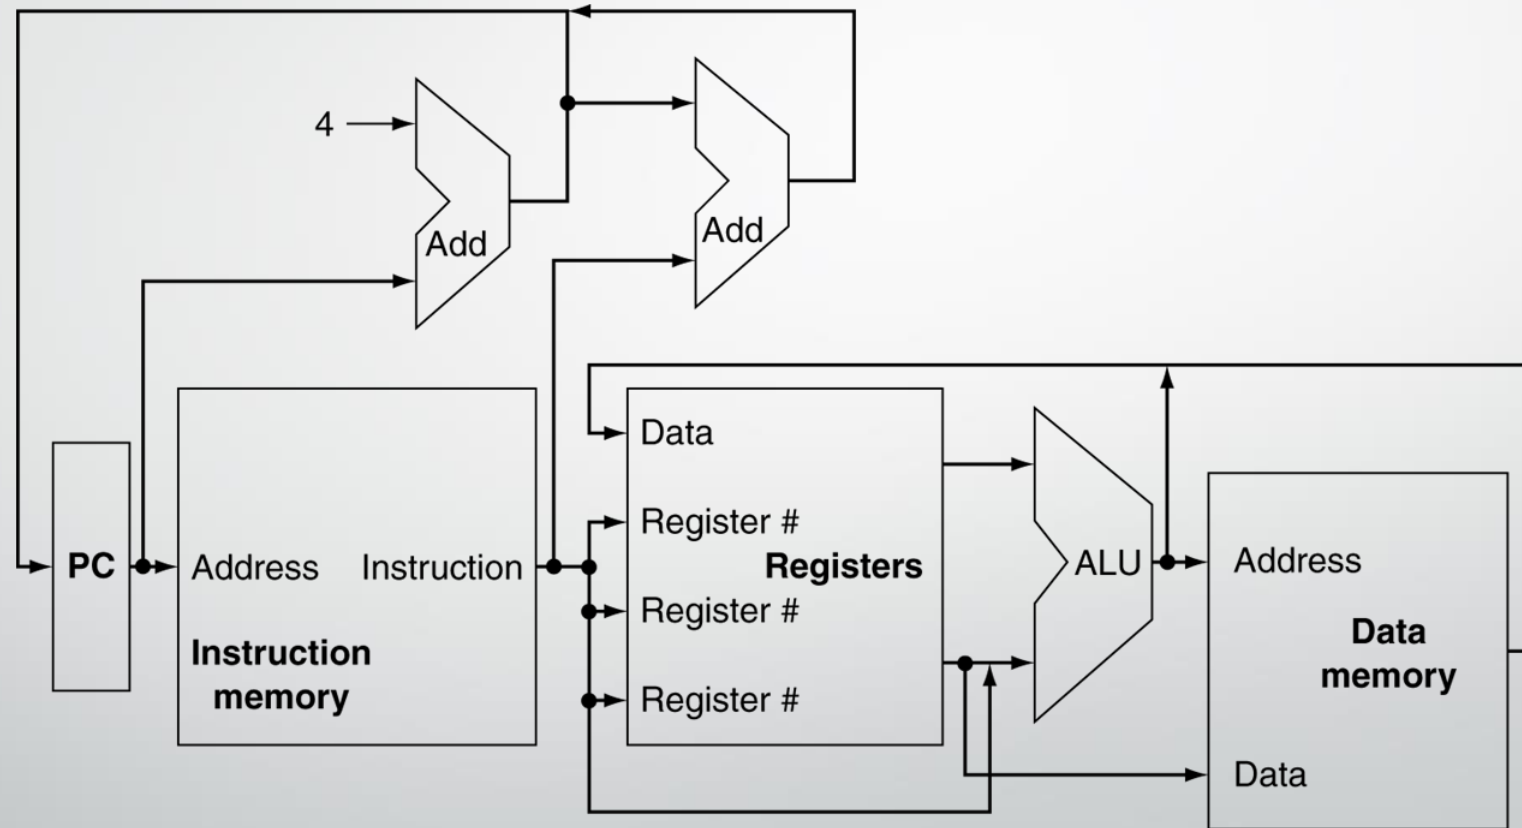 4
Add
Add
Data
Register #
Registers
Register #
Register #
PC
Address
Instruction
Instruction
memory
ALU
Address
Data
memory
Data